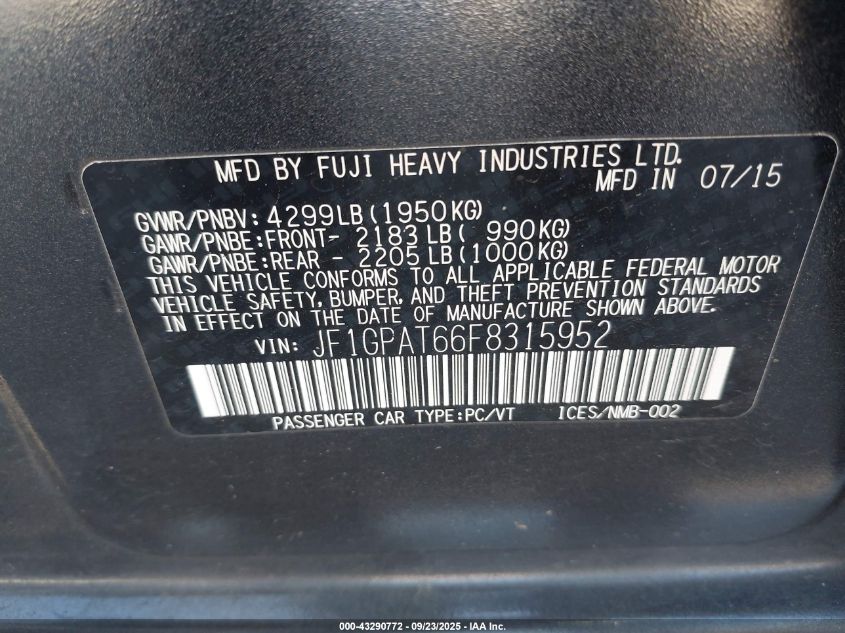 MFD BY FUJI HEAVY INDUSTRIES LTD.
MFD IN 07/15
GVWR/PNBV: 4299LB(1950KG)
GAWR/PNBE:FRONT- 2183LB( 990KG)
GAWR/PNBE:REAR - 2205LB(1000KG)
THIS VEHICLE CONFORMS TO ALL APPLICABLE FEDERAL MOTOR
VEHICLE SAFETY, BUMPER, AND THEFT PREVENTION STANDARDS
IN EFFECT ON THE DATE OF MANUFACTURE SHOWN ABOVE.
VIN: JF1GPAT66F8315952
PASSENGER CAR TYPE:PC/VT ICES/NMB-002
000-43290772 - 09/23/2025 - IAA Inc.